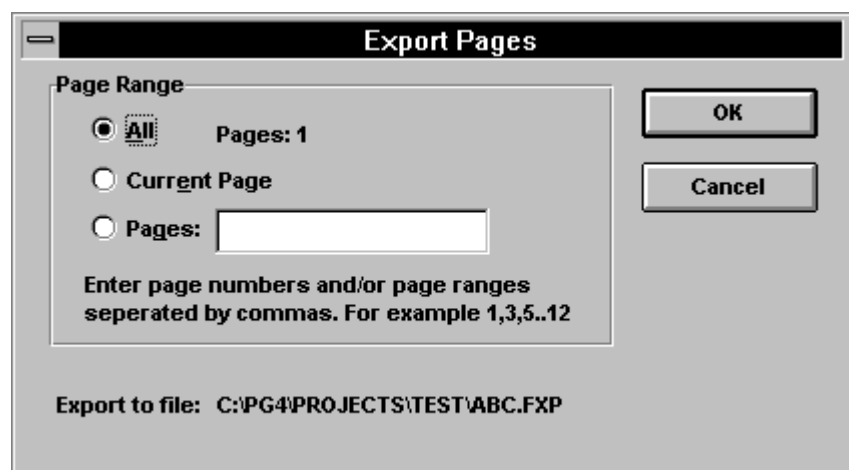 Export Pages
Page Range
All Pages: 1
OK
Current Page
Cancel
Pages:
Enter page numbers and/or page ranges
seperated by commas. For example 1,3,5..12
Export to file: C:\PG4\PROJECTS\TEST\ABC.FXP